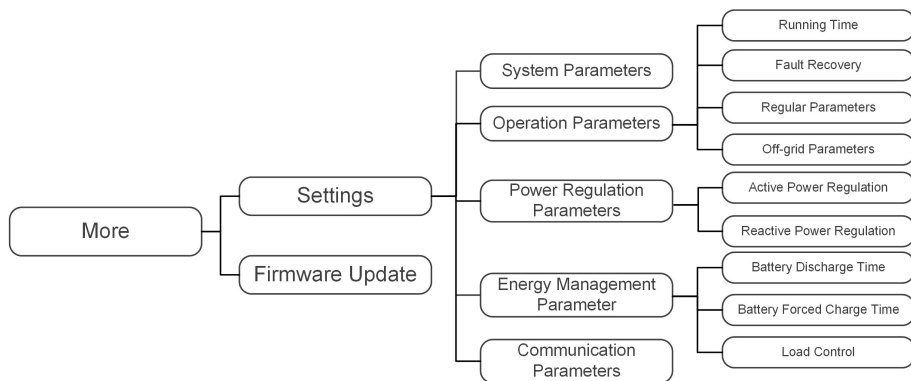 More
Settings
Firmware Update
System Parameters
Operation Parameters
Power Regulation
Parameters
Energy Management
Parameter
Communication
Parameters
Running Time
Fault Recovery
Regular Parameters
Off-grid Parameters
Active Power Regulation
Reactive Power Regulation
Battery Discharge Time
Battery Forced Charge Time
Load Control